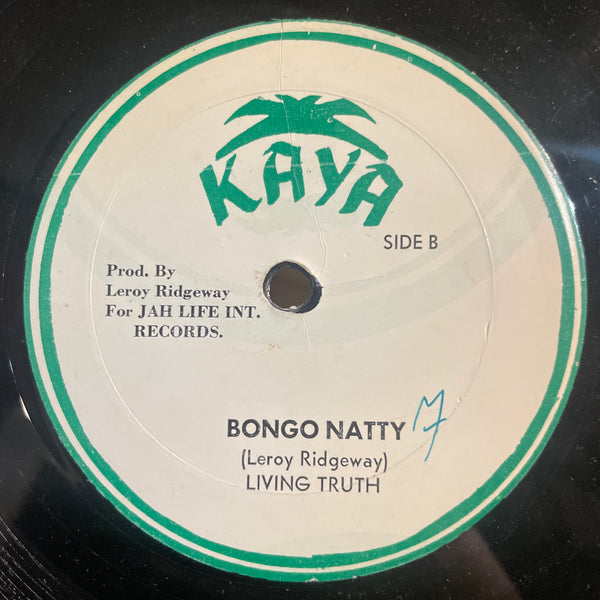 KAYA
SIDE B
Prod. By
Leroy Ridgeway
For JAH LIFE INT.
RECORDS.
BONGO NATTY
(Leroy Ridgeway)
LIVING TRUTH